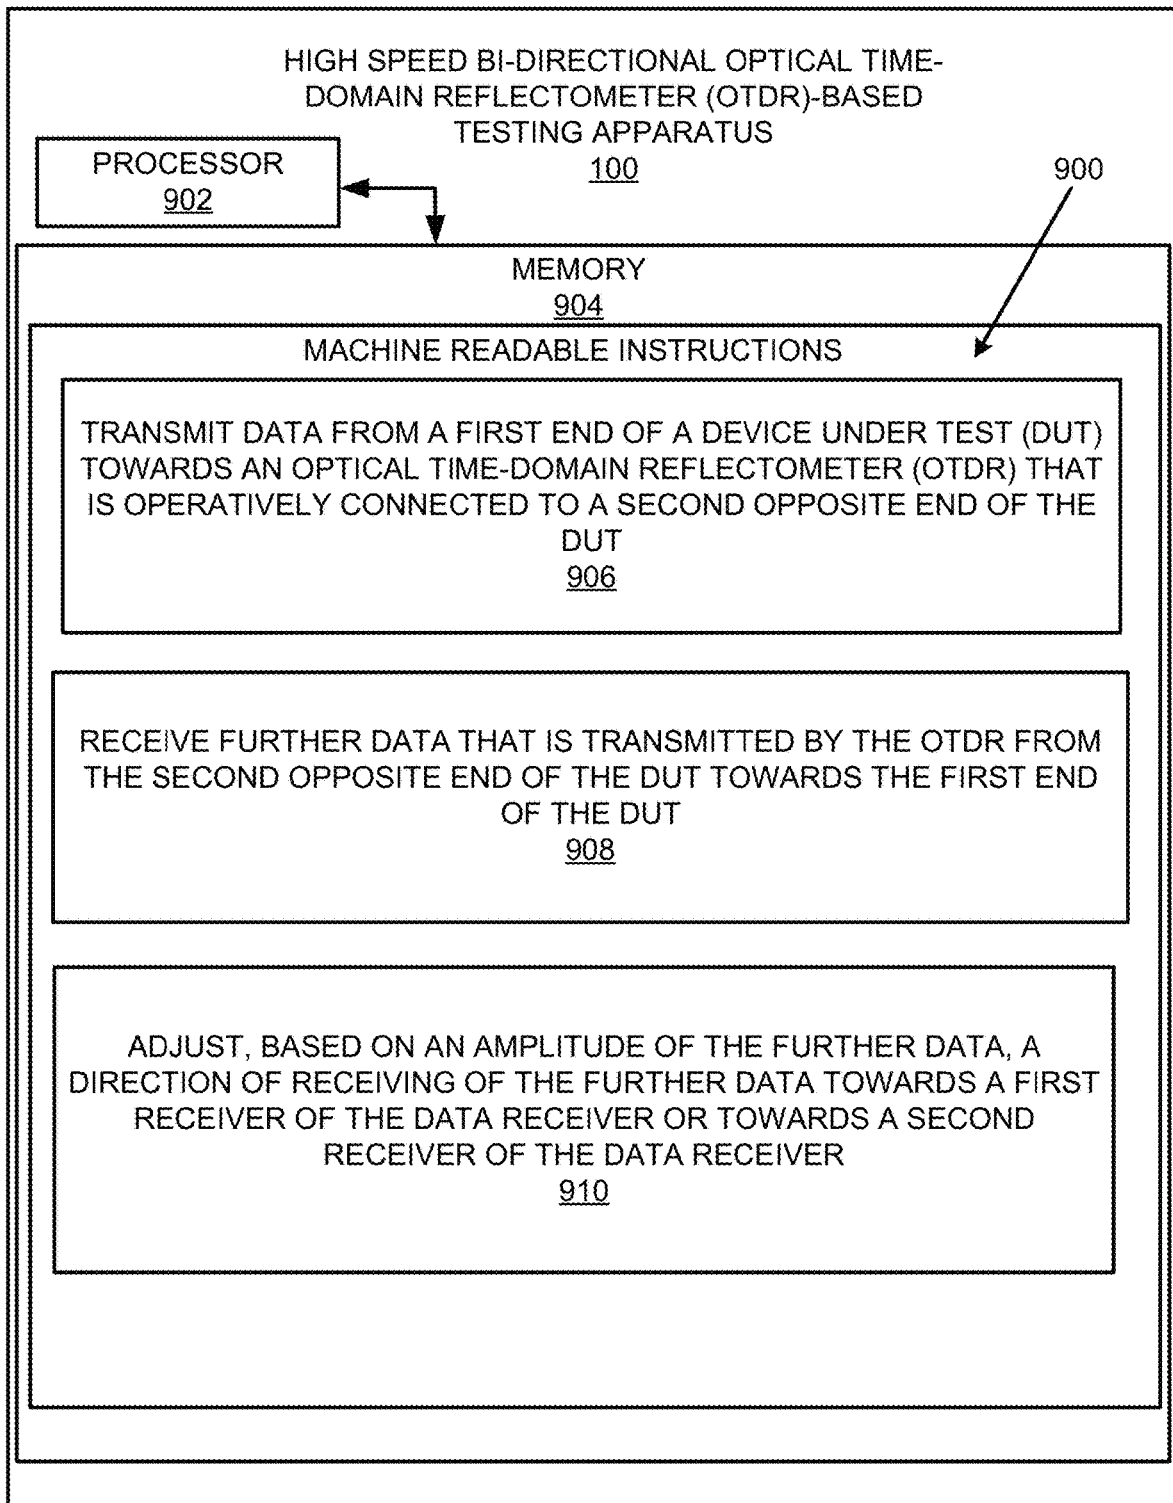 HIGH SPEED BI-DIRECTIONAL OPTICAL TIME-
DOMAIN REFLECTOMETER (OTDR)-BASED
TESTING APPARATUS
100
PROCESSOR
902
900
MEMORY
904
MACHINE READABLE INSTRUCTIONS
TRANSMIT DATA FROM A FIRST END OF A DEVICE UNDER TEST (DUT)
TOWARDS AN OPTICAL TIME-DOMAIN REFLECTOMETER (OTDR) THAT
IS OPERATIVELY CONNECTED TO A SECOND OPPOSITE END OF THE
DUT
906
RECEIVE FURTHER DATA THAT IS TRANSMITTED BY THE OTDR FROM
THE SECOND OPPOSITE END OF THE DUT TOWARDS THE FIRST END
OF THE DUT
908
ADJUST, BASED ON AN AMPLITUDE OF THE FURTHER DATA, A
DIRECTION OF RECEIVING OF THE FURTHER DATA TOWARDS A FIRST
RECEIVER OF THE DATA RECEIVER OR TOWARDS A SECOND
RECEIVER OF THE DATA RECEIVER
910